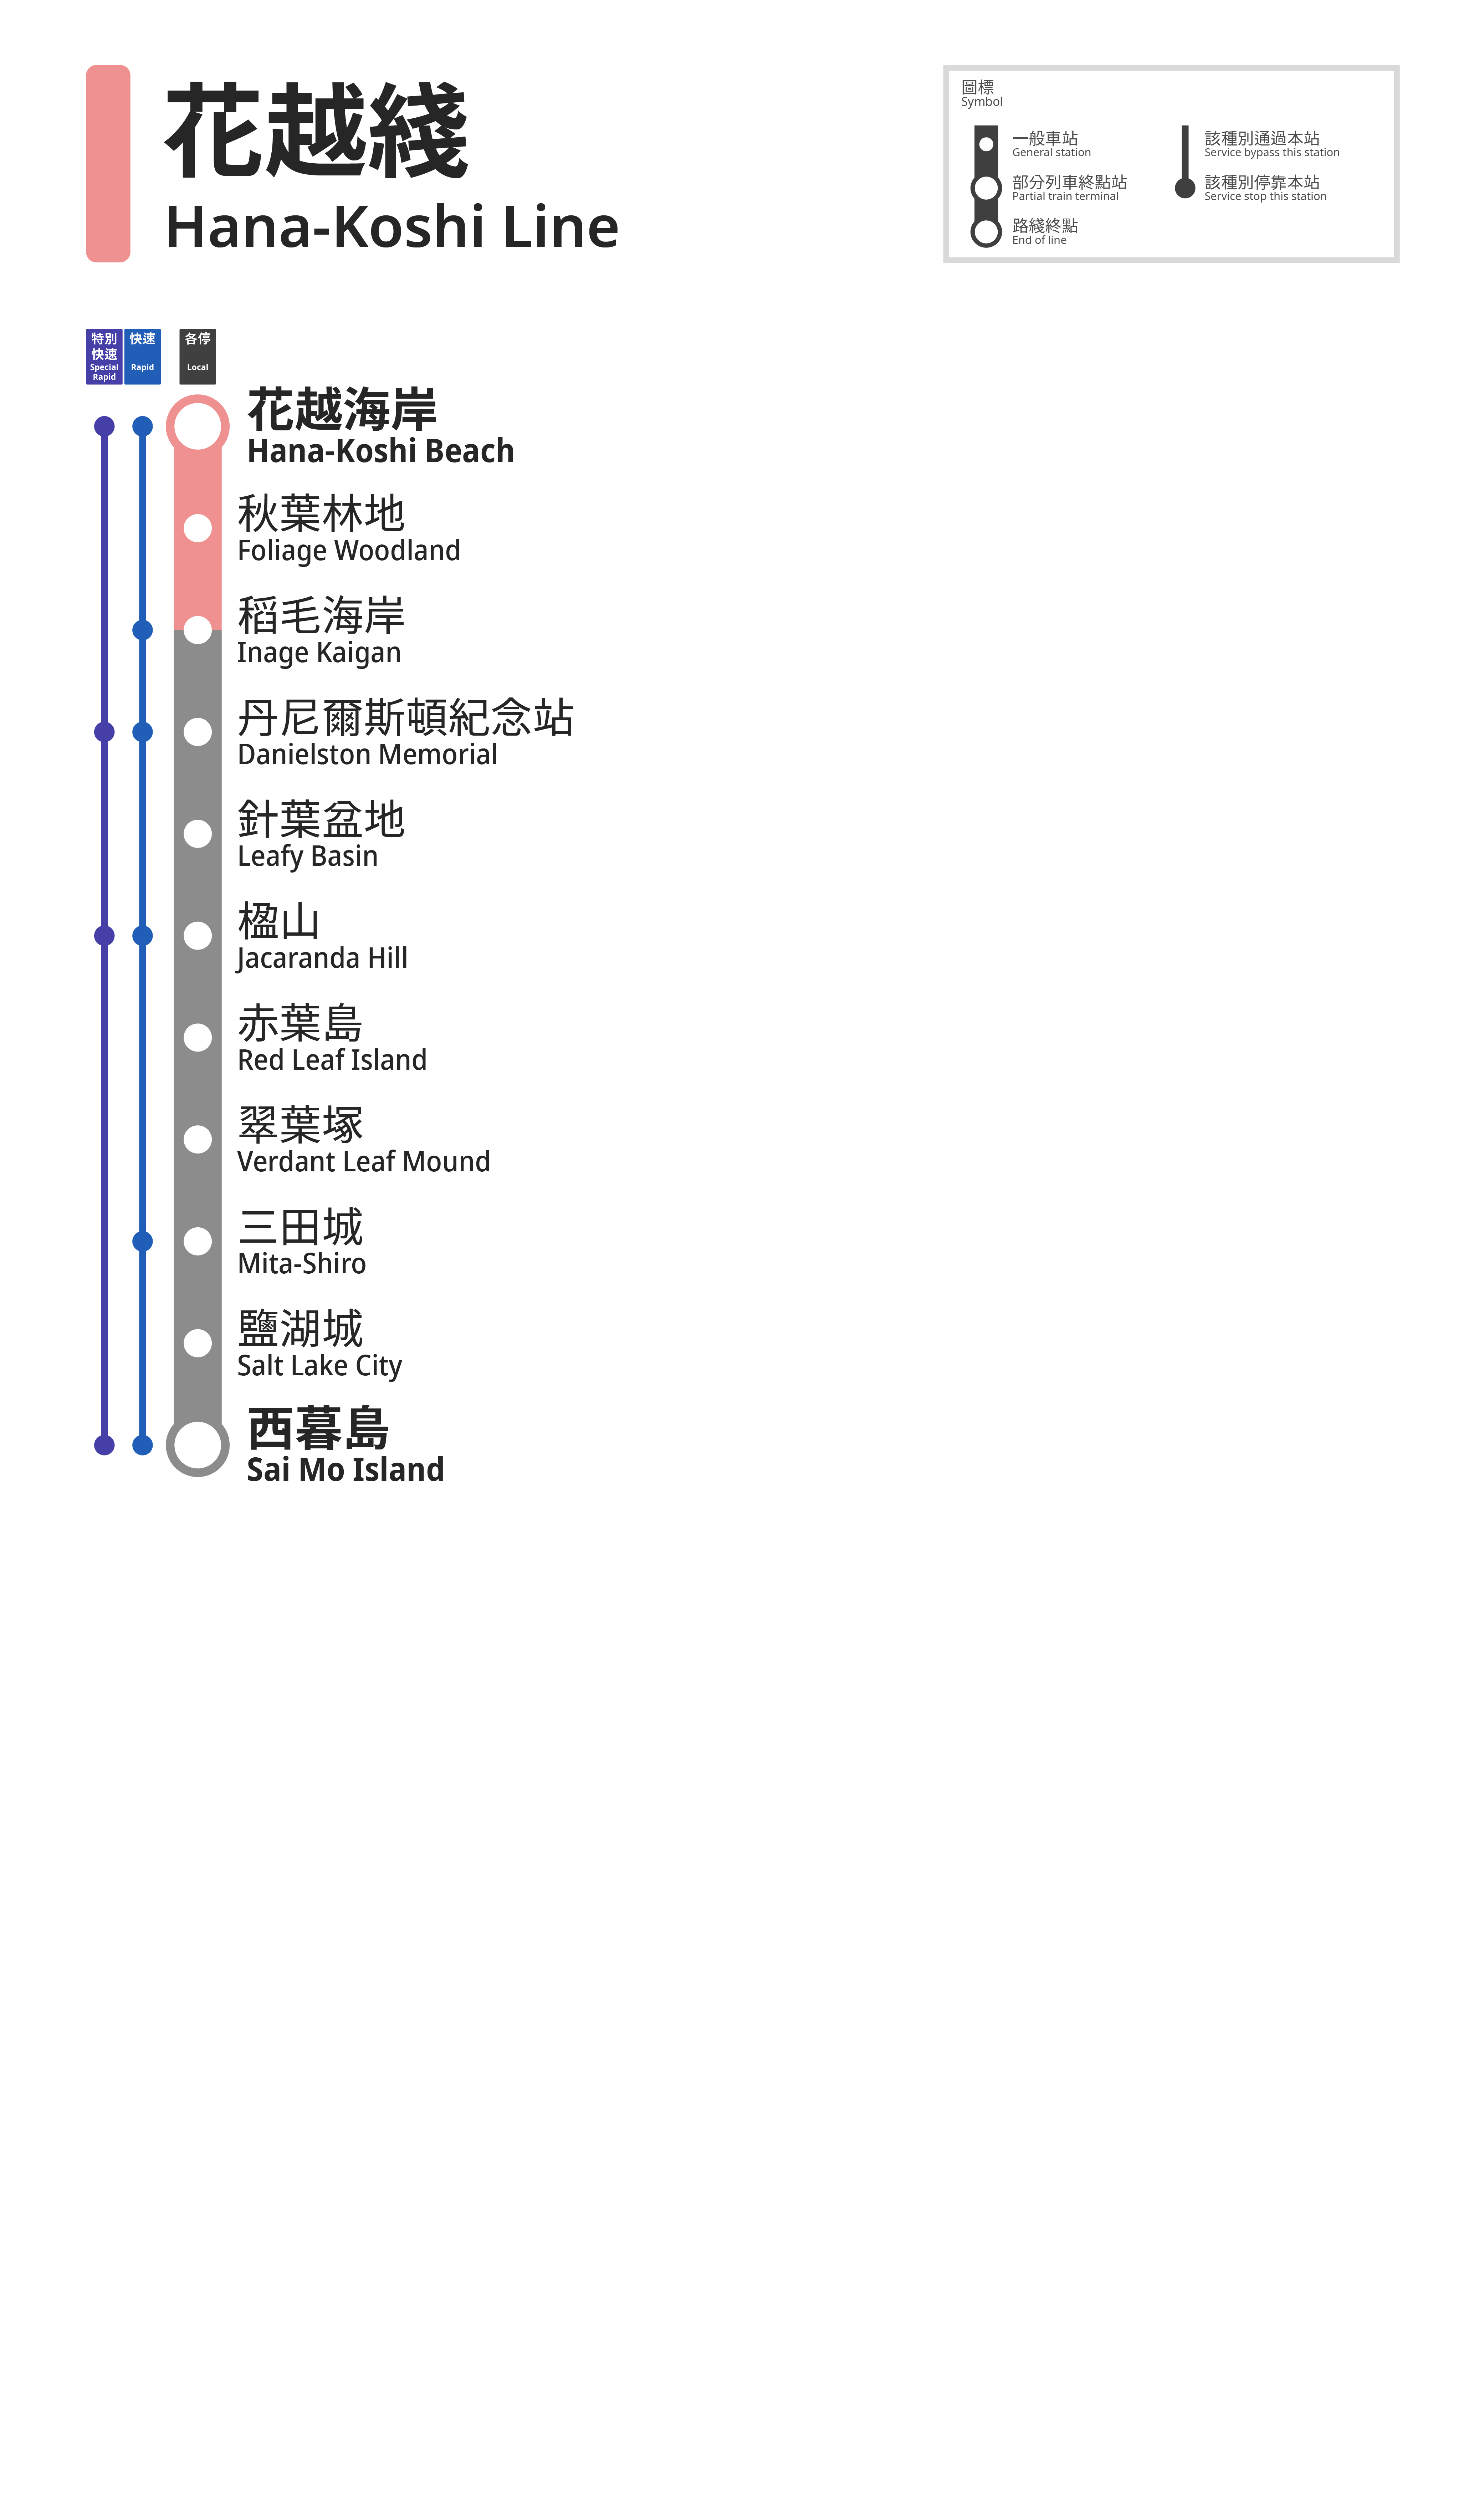 花越綫
Hana-Koshi Line
圖標
Symbol
一般車站
General station
部分列車終點站
Partial train terminal
路綫終點
End of line
該種別通過本站
Service bypass this station
該種別停靠本站
Service stop this station
特別
快速
Special
Rapid
快速
Rapid
各停
Local
花越海岸
Hana-Koshi Beach
秋葉林地
Foliage Woodland
稻毛海岸
Inage Kaigan
丹尼爾斯頓紀念站
Danielston Memorial
針葉盆地
Leafy Basin
楹山
Jacaranda Hill
赤葉島
Red Leaf Island
翠葉塚
Verdant Leaf Mound
三田城
Mita-Shiro
鹽湖城
Salt Lake City
西暮島
Sai Mo Island